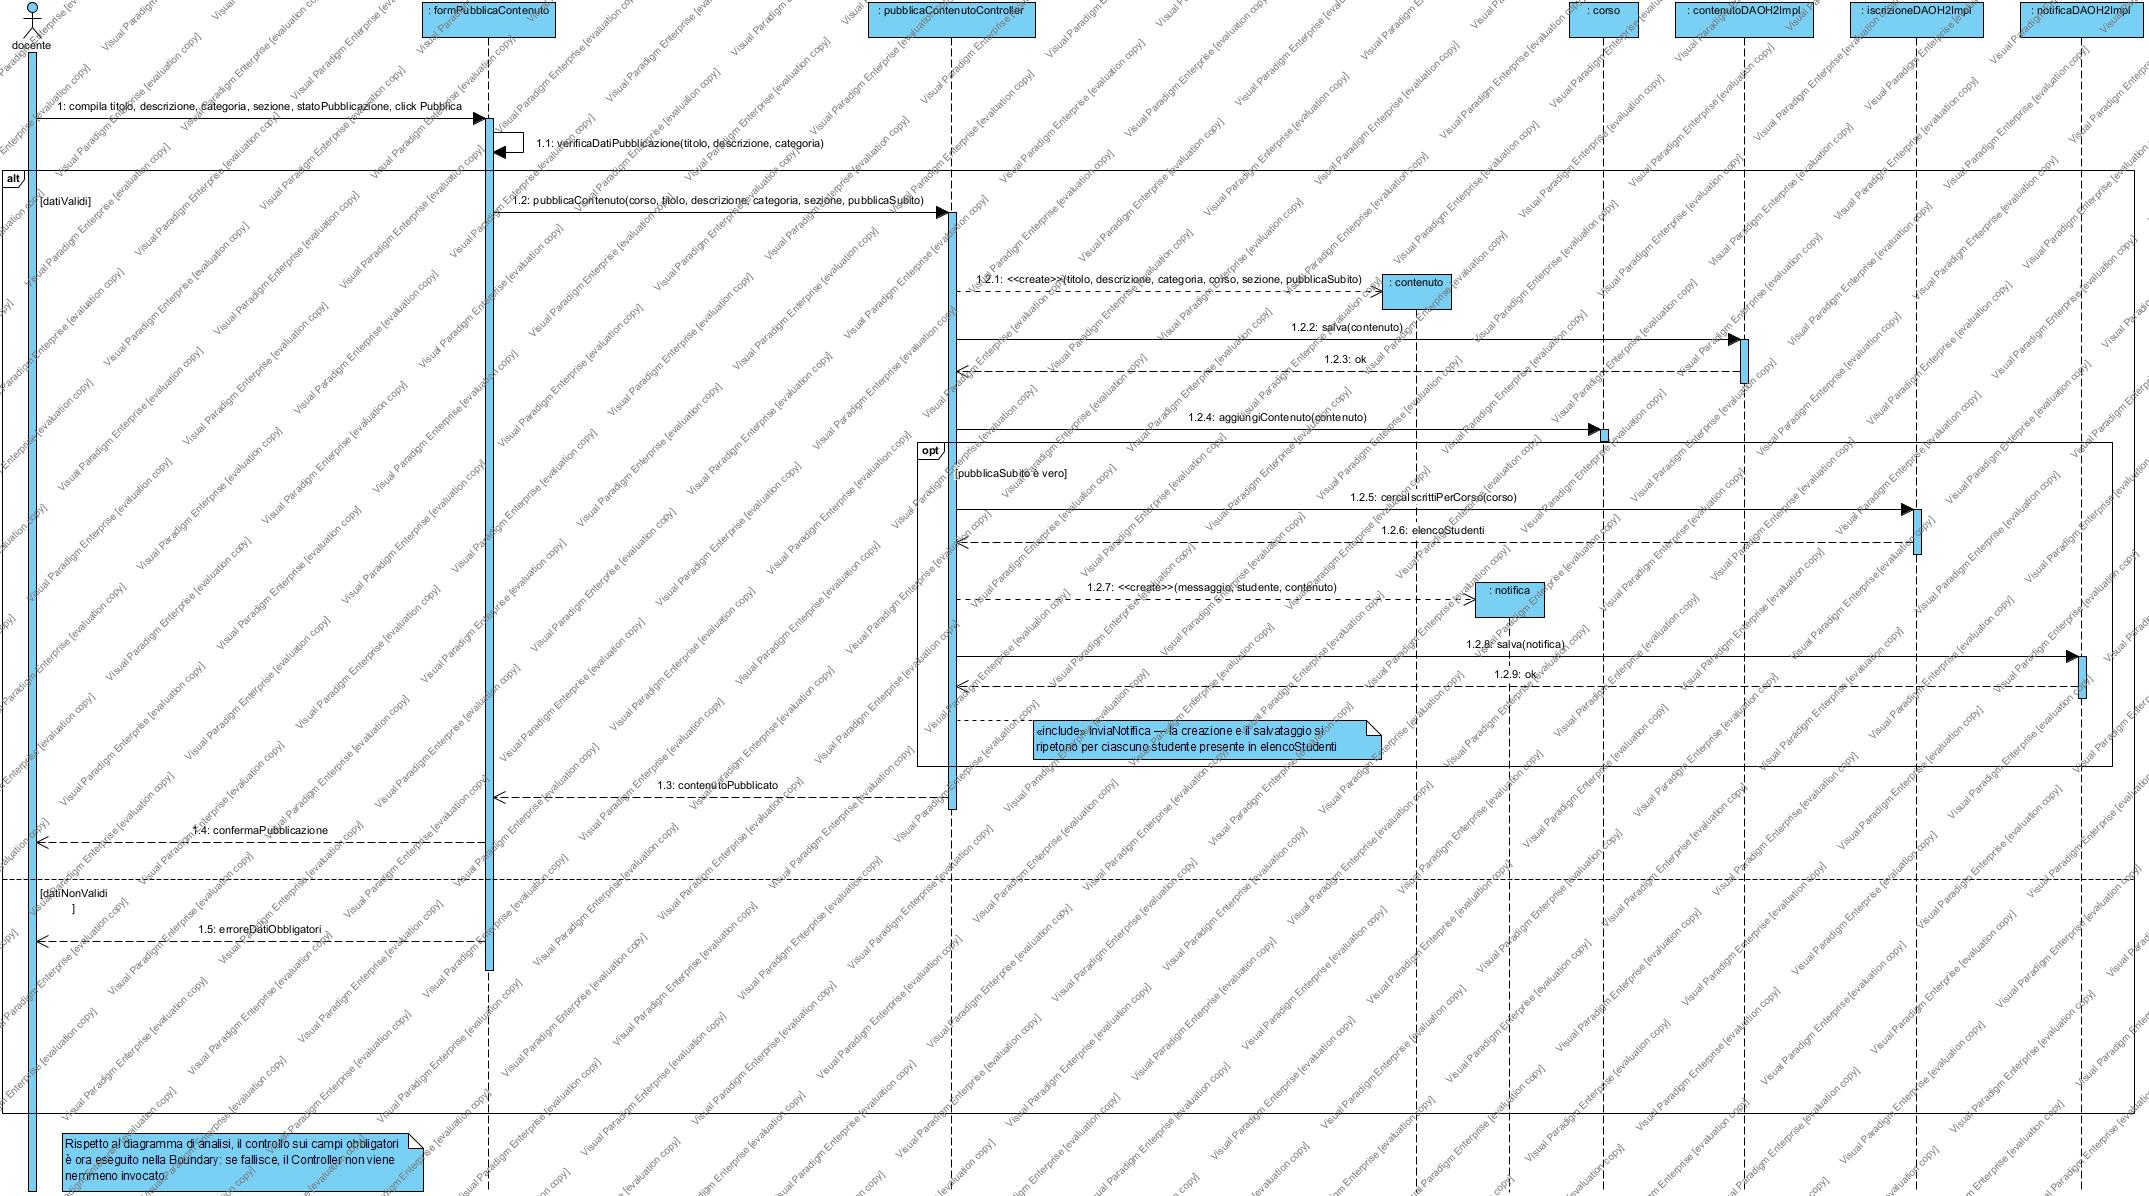 : formPubblicaContenuto
: pubblicaContenutoController
: corso
: contenutoDAOH2Impl
: iscrizioneDAOH2Impl
: notificaDAOH2Impl
docente
1: compila titolo, descrizione, categoria, sezione, statoPubblicazione, click Pubblica
1.1: verificaDatiPubblicazione(titolo, descrizione, categoria)
alt
[datiValidi]
1.2: pubblicaContenuto(corso, titolo, descrizione, categoria, sezione, pubblicaSubito)
1.2.1: <<create>>(titolo, descrizione, categoria, corso, sezione, pubblicaSubito)
: contenuto
1.2.2: salva(contenuto)
1.2.3: ok
1.2.4: aggiungiContenuto(contenuto)
opt
[pubblicaSubito è vero]
1.2.5: cercaIscrittiPerCorso(corso)
1.2.6: elencoStudenti
1.2.7: <<create>>(messaggio, studente, contenuto)
: notifica
1.2.8: salva(notifica)
1.2.9: ok
«include» InviaNotifica — la creazione e il salvataggio si
ripetono per ciascuno studente presente in elencoStudenti
1.3: contenutoPubblicato
1.4: confermaPubblicazione
[datiNonValidi
]
1.5: erroreDatiObbligatori
Rispetto al diagramma di analisi, il controllo sui campi obbligatori
è ora eseguito nella Boundary: se fallisce, il Controller non viene
nemmeno invocato.
Visual Paradigm Enterprise [evaluation copy]